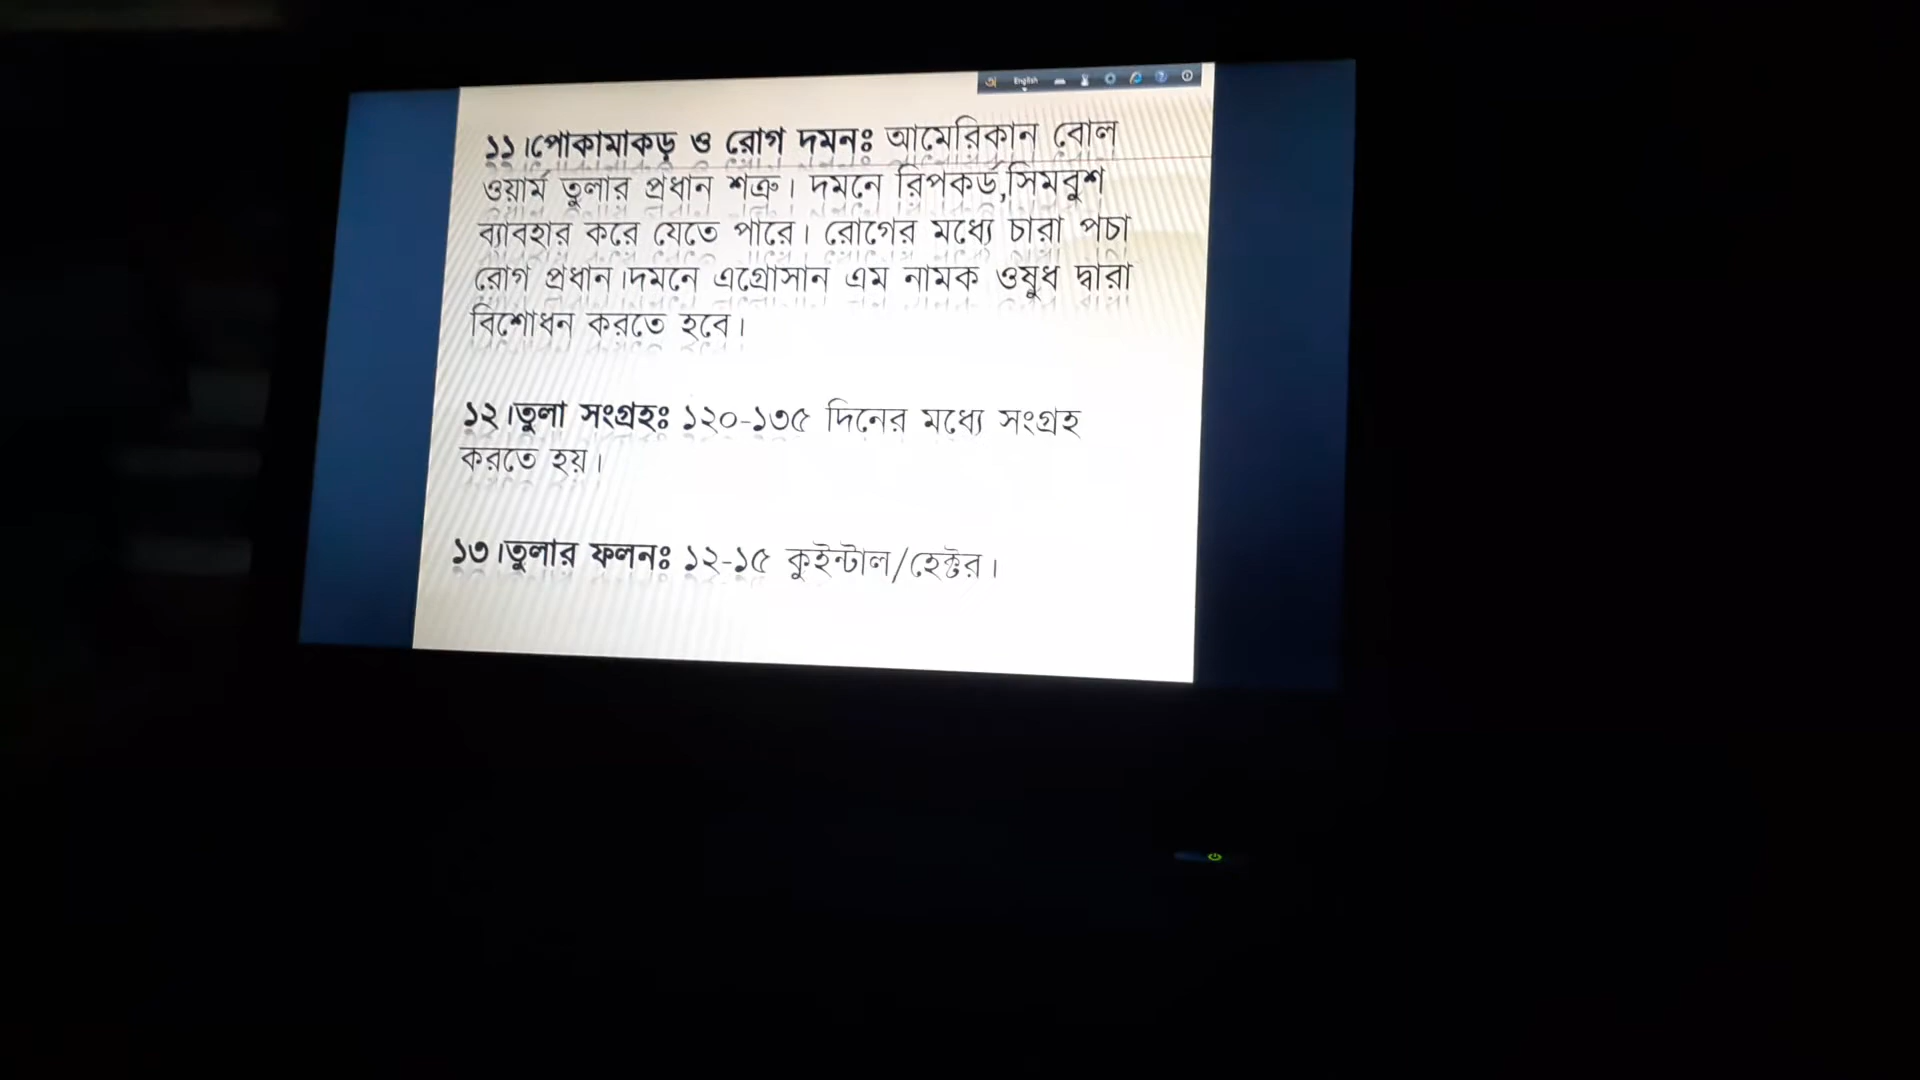 অ English
১১।পোকামাকড় ও রোগ দমনঃ আমেরিকান বোল
ওয়ার্ম তুলার প্রধান শত্রু। দমনে রিপকর্ড,সিমবুশ
ব্যাবহার করে যেতে পারে। রোগের মধ্যে চারা পচা
রোগ প্রধান।দমনে এগ্রোসান এম নামক ওষুধ দ্বারা
বিশোধন করতে হবে।
১২।তুলা সংগ্রহঃ ১২০-১৩৫ দিনের মধ্যে সংগ্রহ
করতে হয়।
১৩।তুলার ফলনঃ ১২-১৫ কুইন্টাল/হেক্টর।